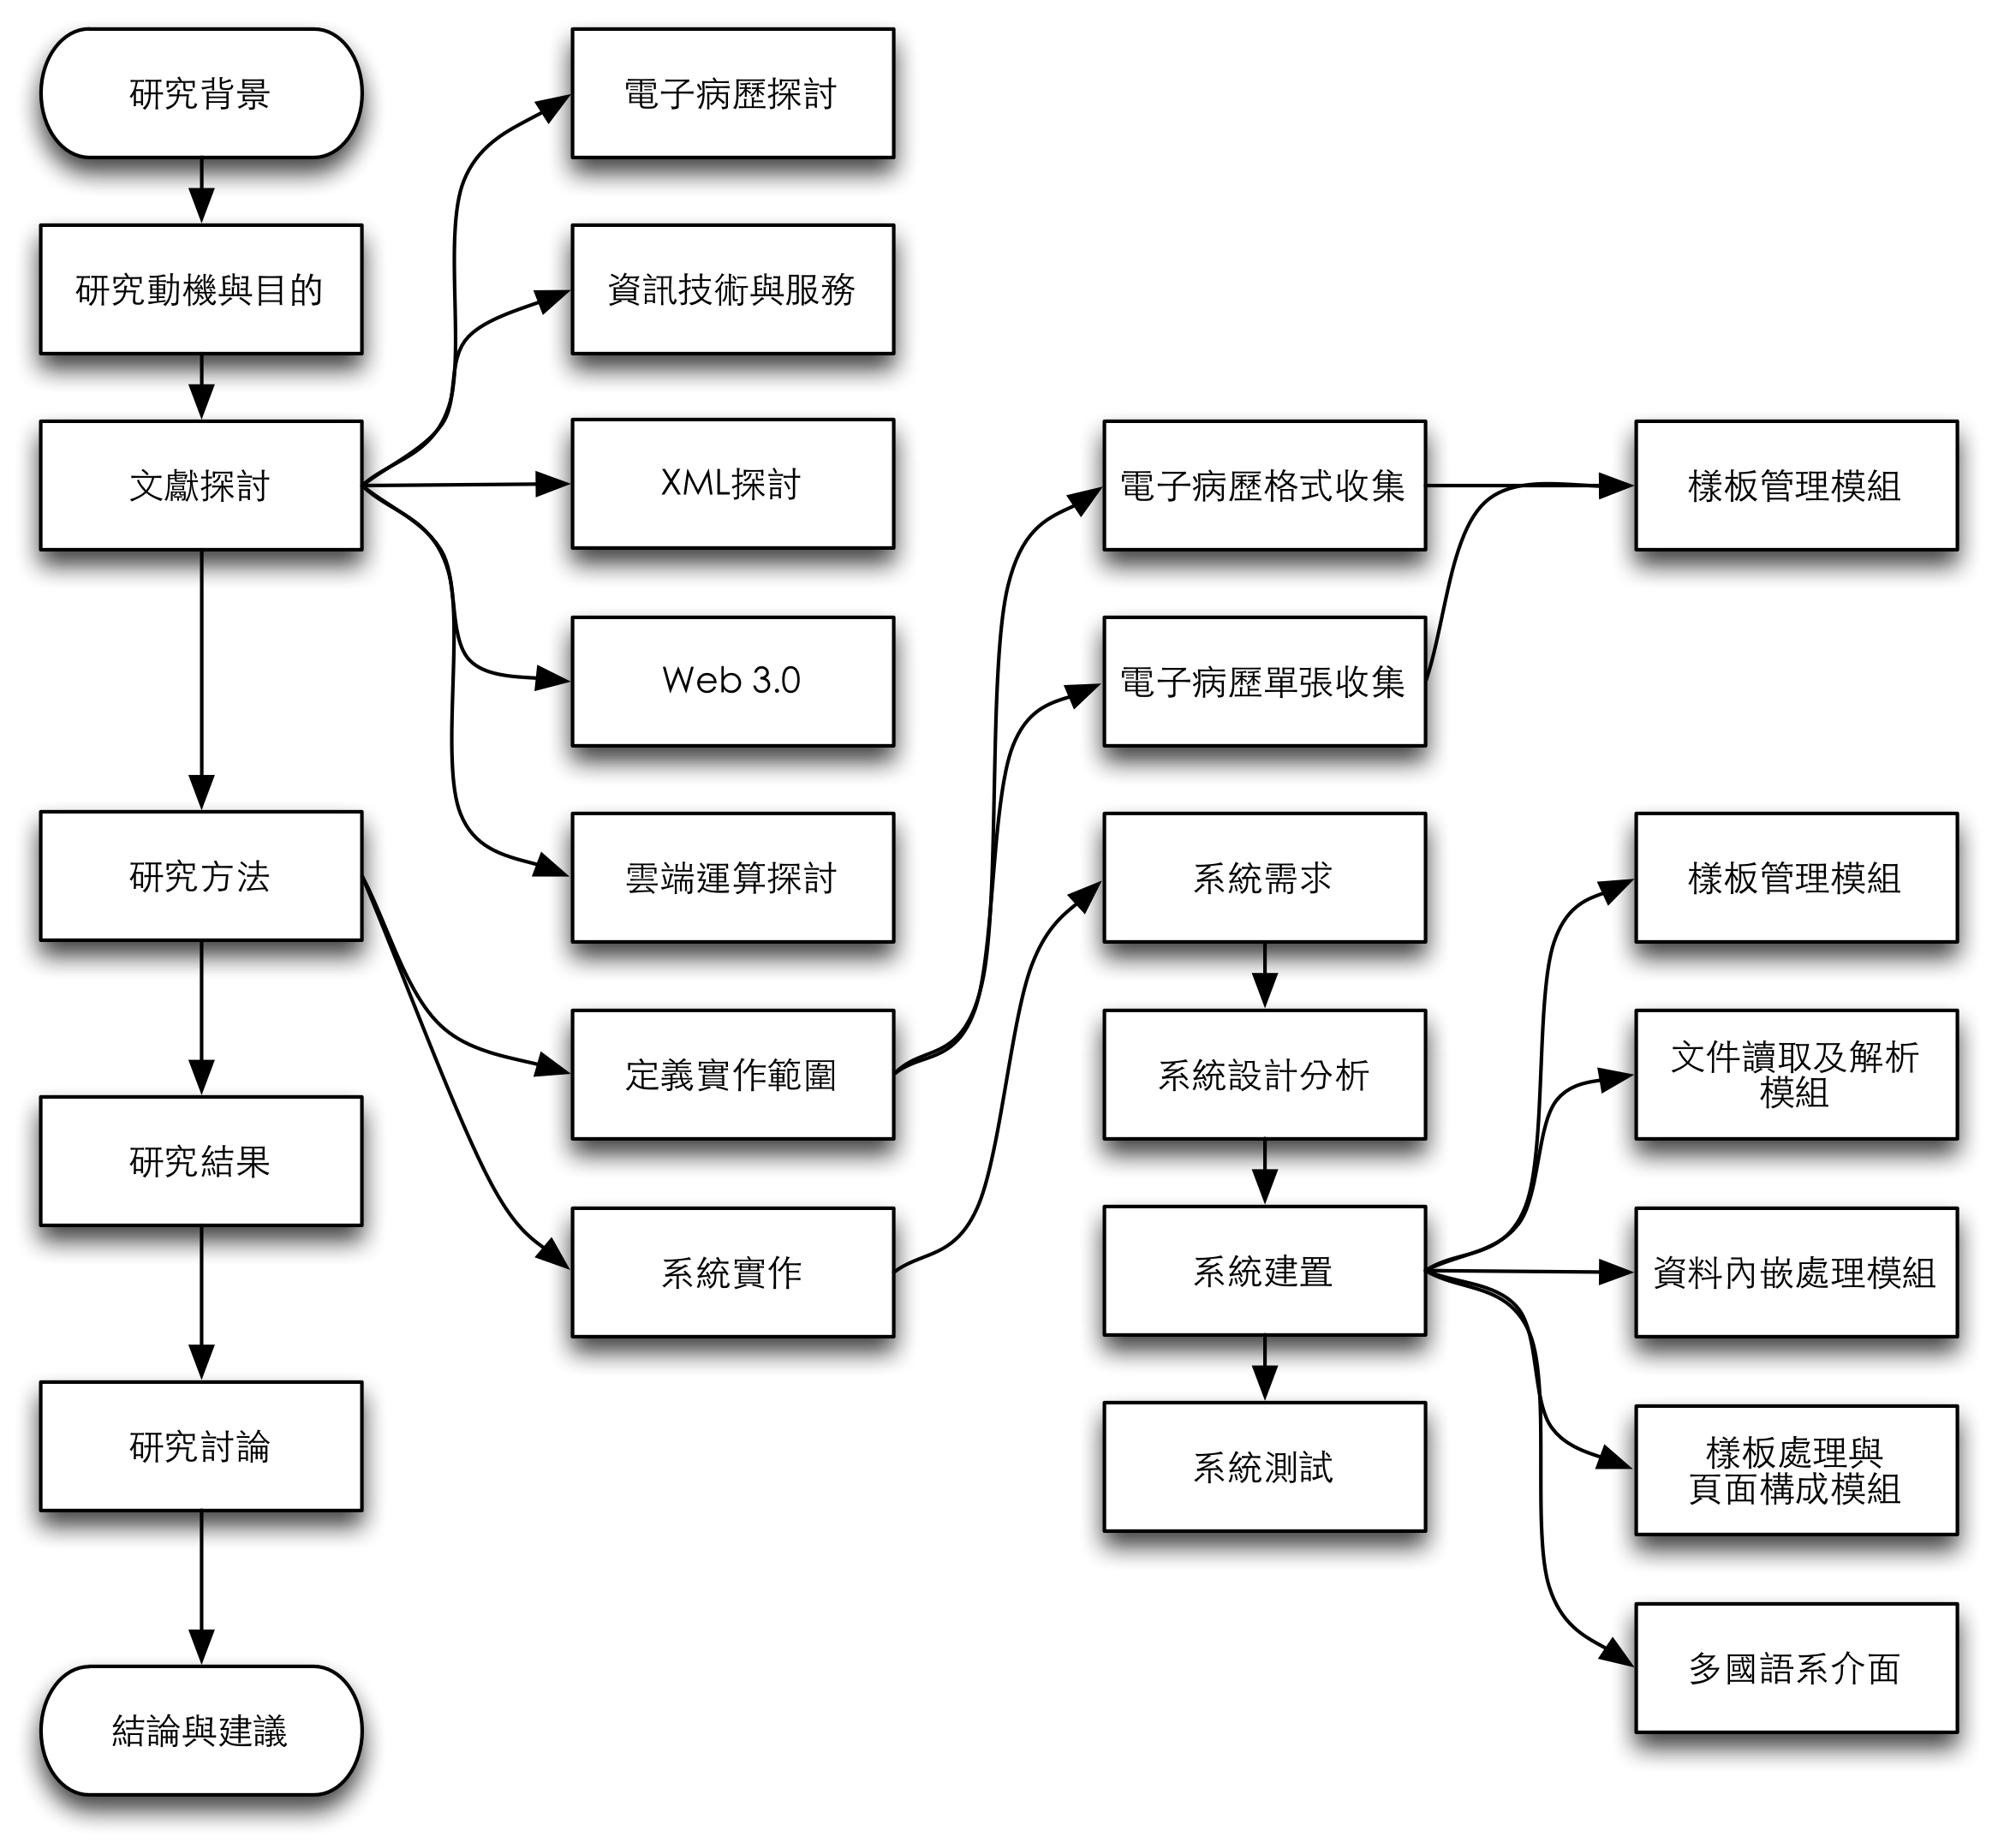 研究背景
研究動機與目的
文獻探討
研究方法
研究結果
研究討論
結論與建議
電子病歷探討
資訊技術與服務
XML探討
Web 3.0
雲端運算探討
定義實作範圍
系統實作
電子病歷格式收集
電子病歷單張收集
系統需求
系統設計分析
系統建置
系統測試
樣板管理模組
樣板管理模組
文件讀取及解析
模組
資料內嵌處理模組
樣板處理與
頁面構成模組
多國語系介面